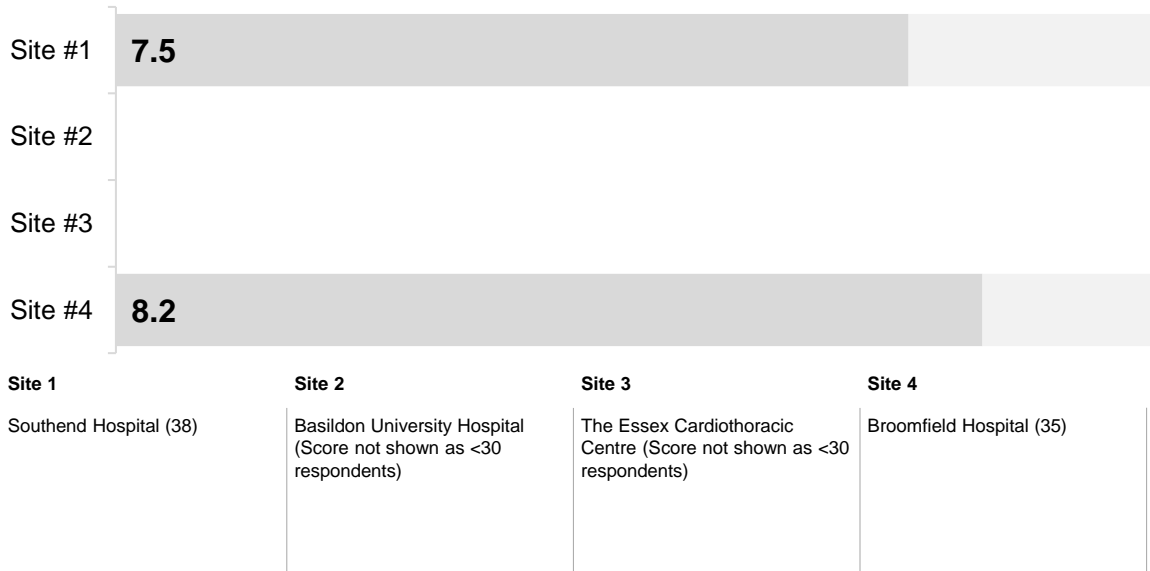 Site #1 7.5
Site #2
Site #3
Site #4 8.2
Site 1
Southend Hospital (38)
Site 2
Basildon University Hospital
(Score not shown as <30
respondents)
Site 3
The Essex Cardiothoracic
Centre (Score not shown as <30
respondents)
Site 4
Broomfield Hospital (35)